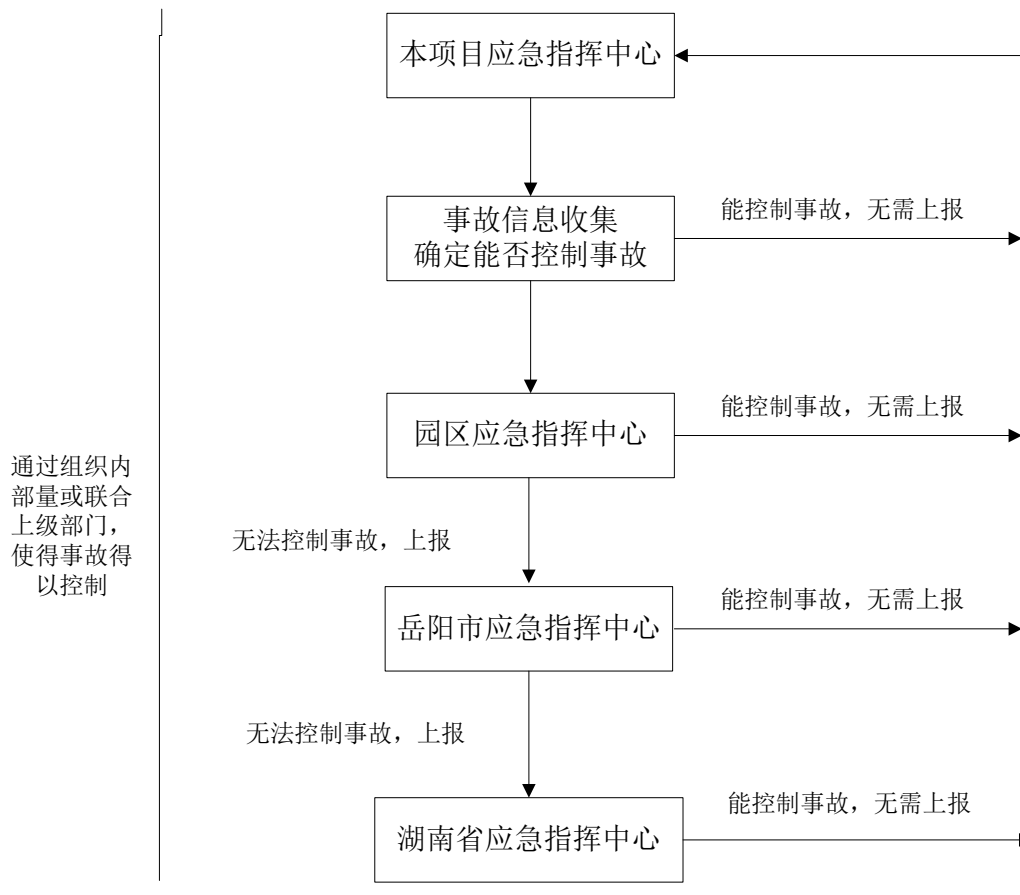 本项目应急指挥中心
事故信息收集
确定能否控制事故
能控制事故，无需上报
园区应急指挥中心
能控制事故，无需上报
通过组织内
部量或联合
上级部门，
使得事故得
以控制
无法控制事故，上报
岳阳市应急指挥中心
能控制事故，无需上报
无法控制事故，上报
湖南省应急指挥中心
能控制事故，无需上报